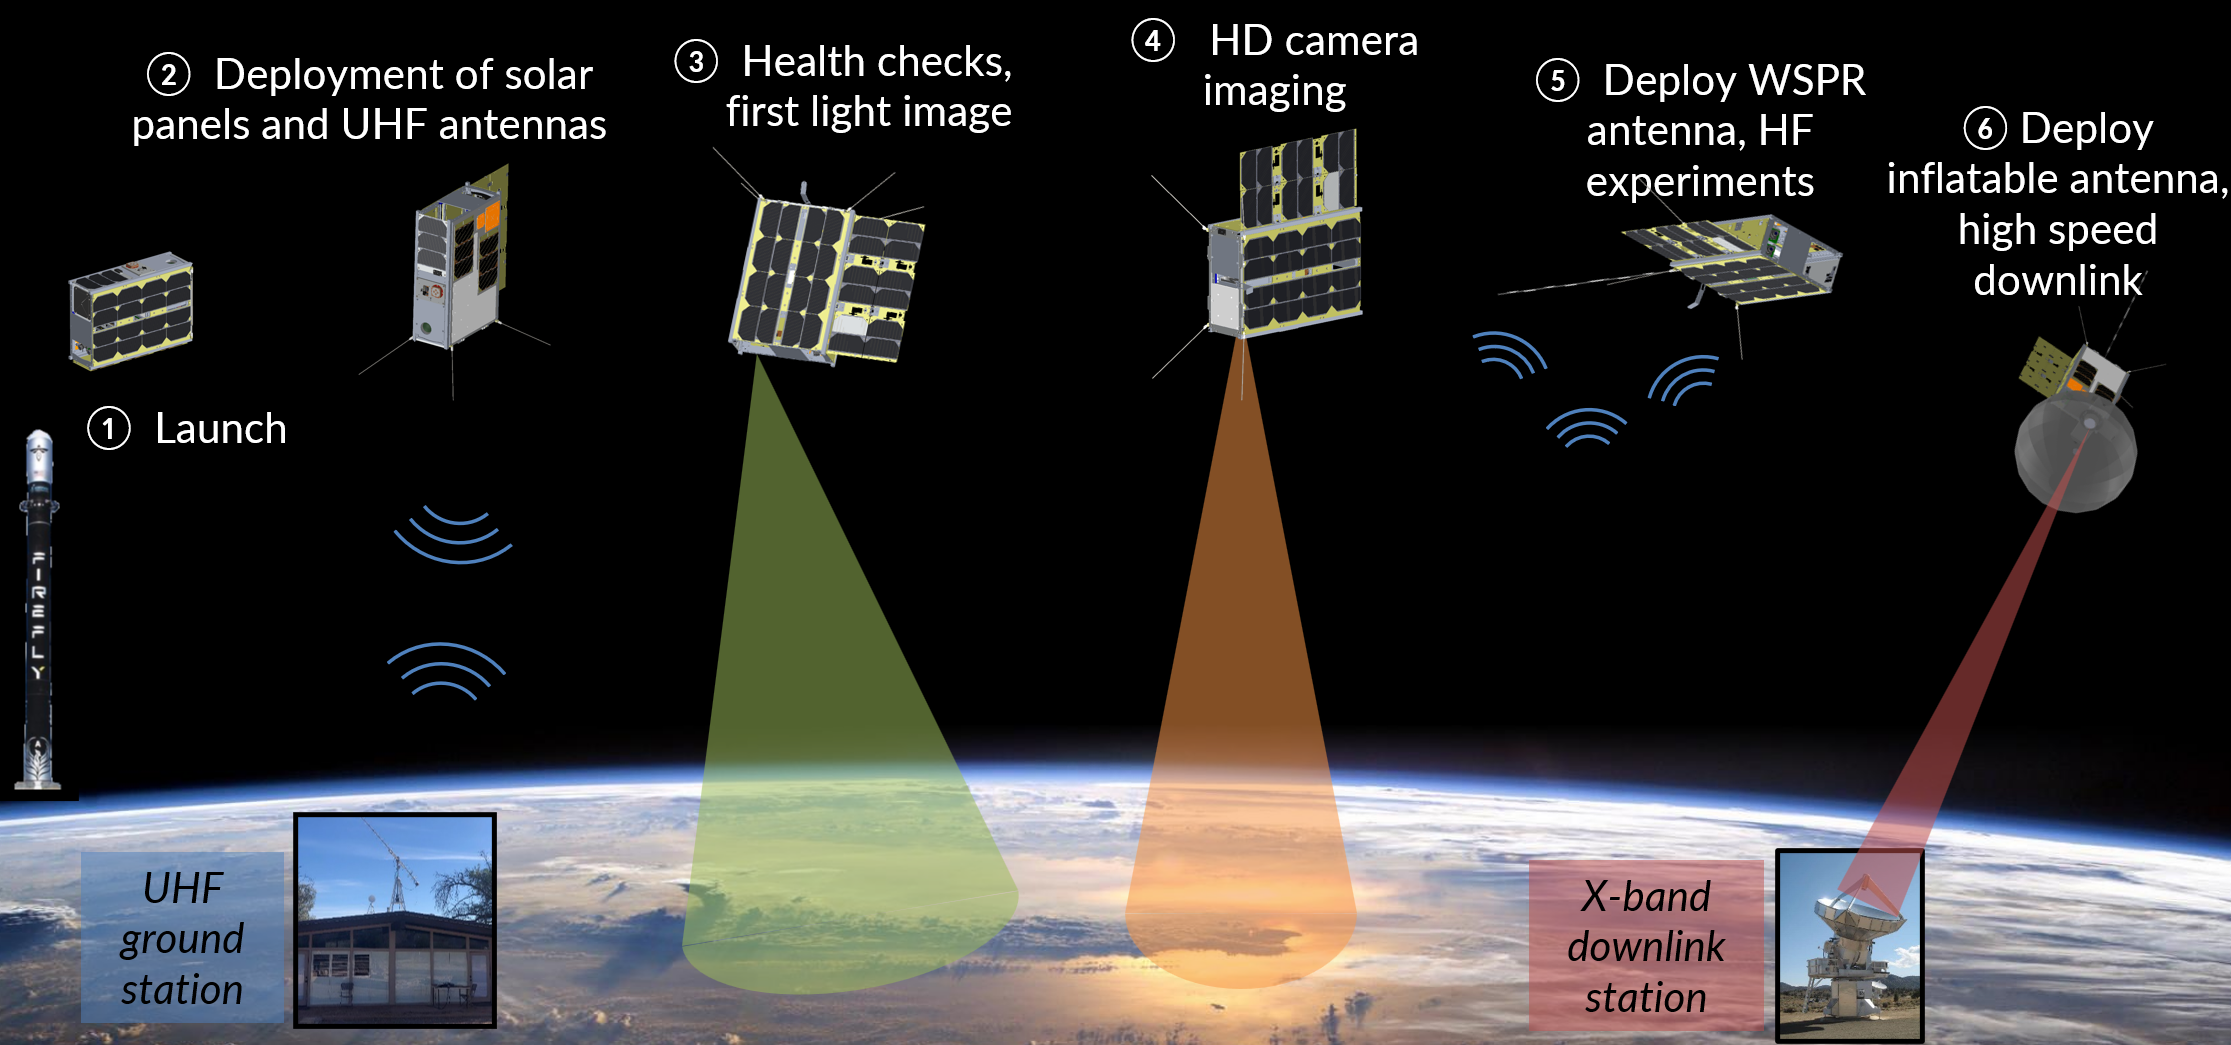 ① Launch
FIREFLY
② Deployment of solar
panels and UHF antennas
③ Health checks,
first light image
④ HD camera
imaging
⑤ Deploy WSPR
antenna, HF
experiments
⑥ Deploy
inflatable antenna,
high speed
downlink
UHF
ground
station
X-band
downlink
station